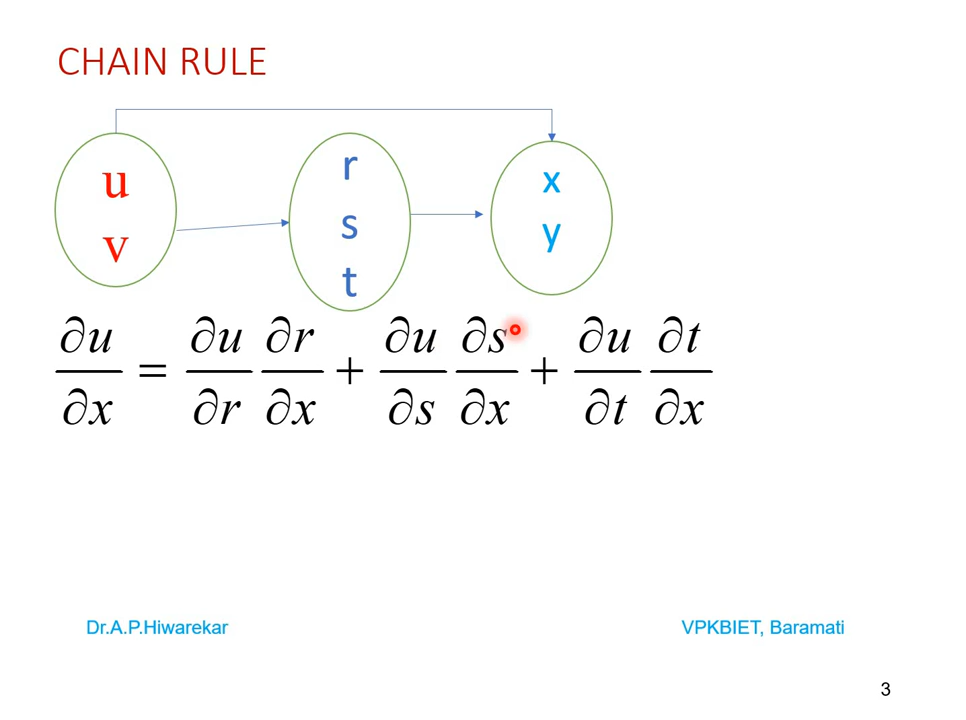 CHAIN RULE
u
v
r
s
t
x
y
∂u/∂x = ∂u/∂r ∂r/∂x + ∂u/∂s ∂s/∂x + ∂u/∂t ∂t/∂x
Dr.A.P.Hiwarekar
VPKBIET, Baramati
3